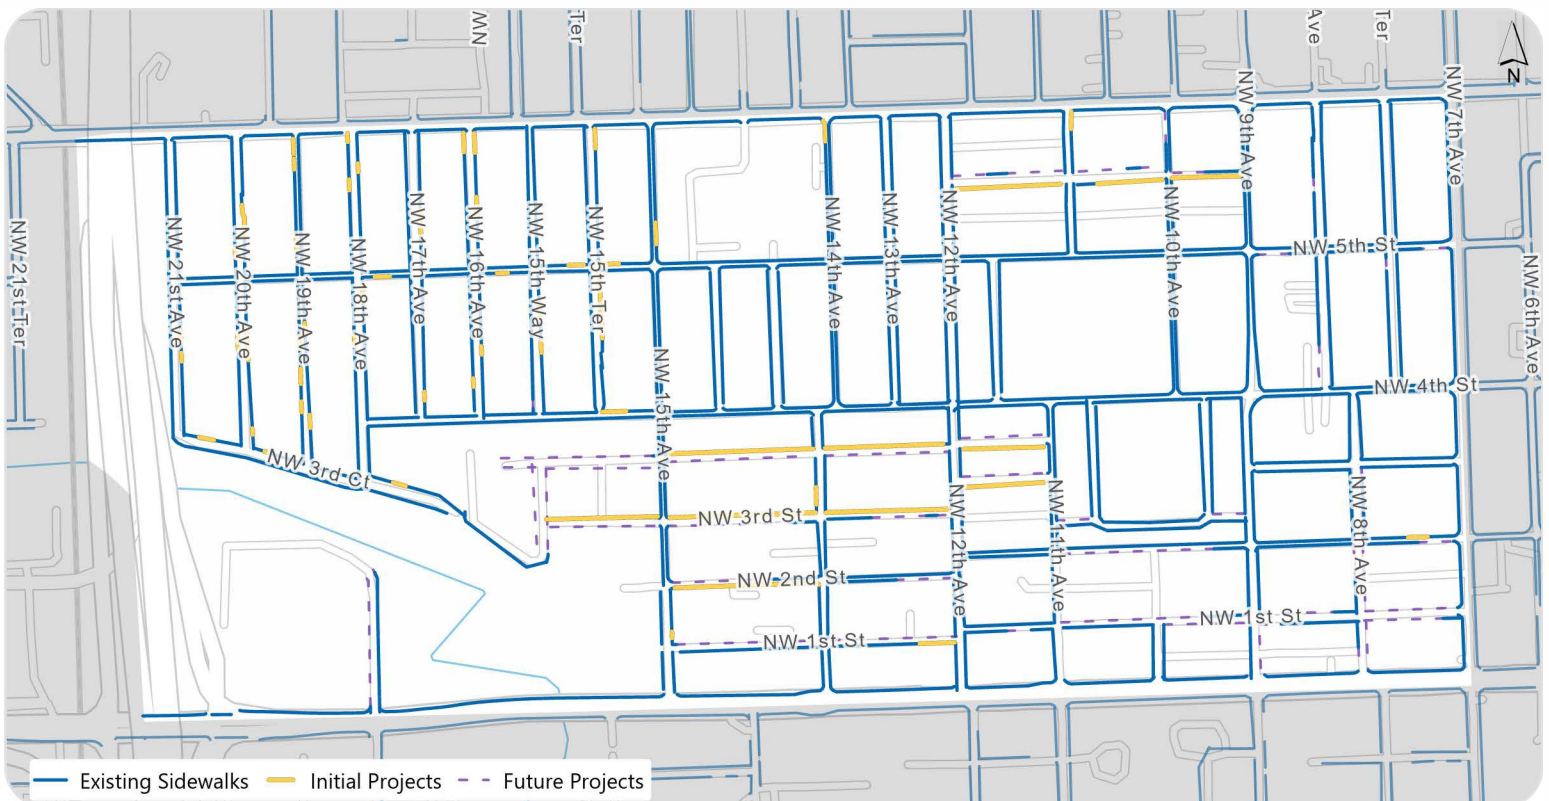 NW
Ter
Ave
Ter
N
NW 9th Ave
NW 7th Ave
NW 21st Ter
NW 21st Ave
NW 20th Ave
NW 19th Ave
NW 18th Ave
NW 17th Ave
NW 16th Ave
NW 15th Way
NW 15th Ter
NW 14th Ave
NW 13th Ave
NW 12th Ave
NW 10th Ave
NW 5th St
NW 6th Ave
NW 15th Ave
NW 4th St
NW 3rd Ct
NW 3rd St
NW 12th Ave
NW 11th Ave
NW 8th Ave
NW 2nd St
NW 1st St
NW 1st St
Existing Sidewalks
Initial Projects
Future Projects